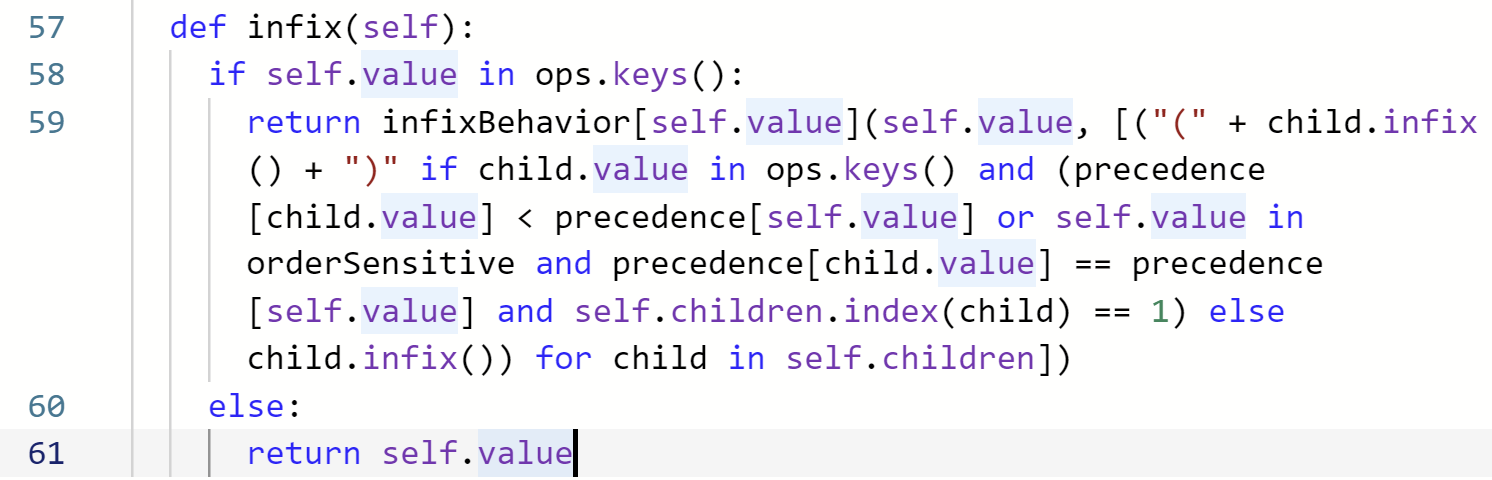 57 def infix(self):
58 if self.value in ops.keys():
59 return infixBehavior[self.value](self.value, [("(" + child.infix
() + ")" if child.value in ops.keys() and (precedence
[child.value] < precedence[self.value] or self.value in
orderSensitive and precedence[child.value] == precedence
[self.value] and self.children.index(child) == 1) else
child.infix()) for child in self.children])
60 else:
61 return self.value